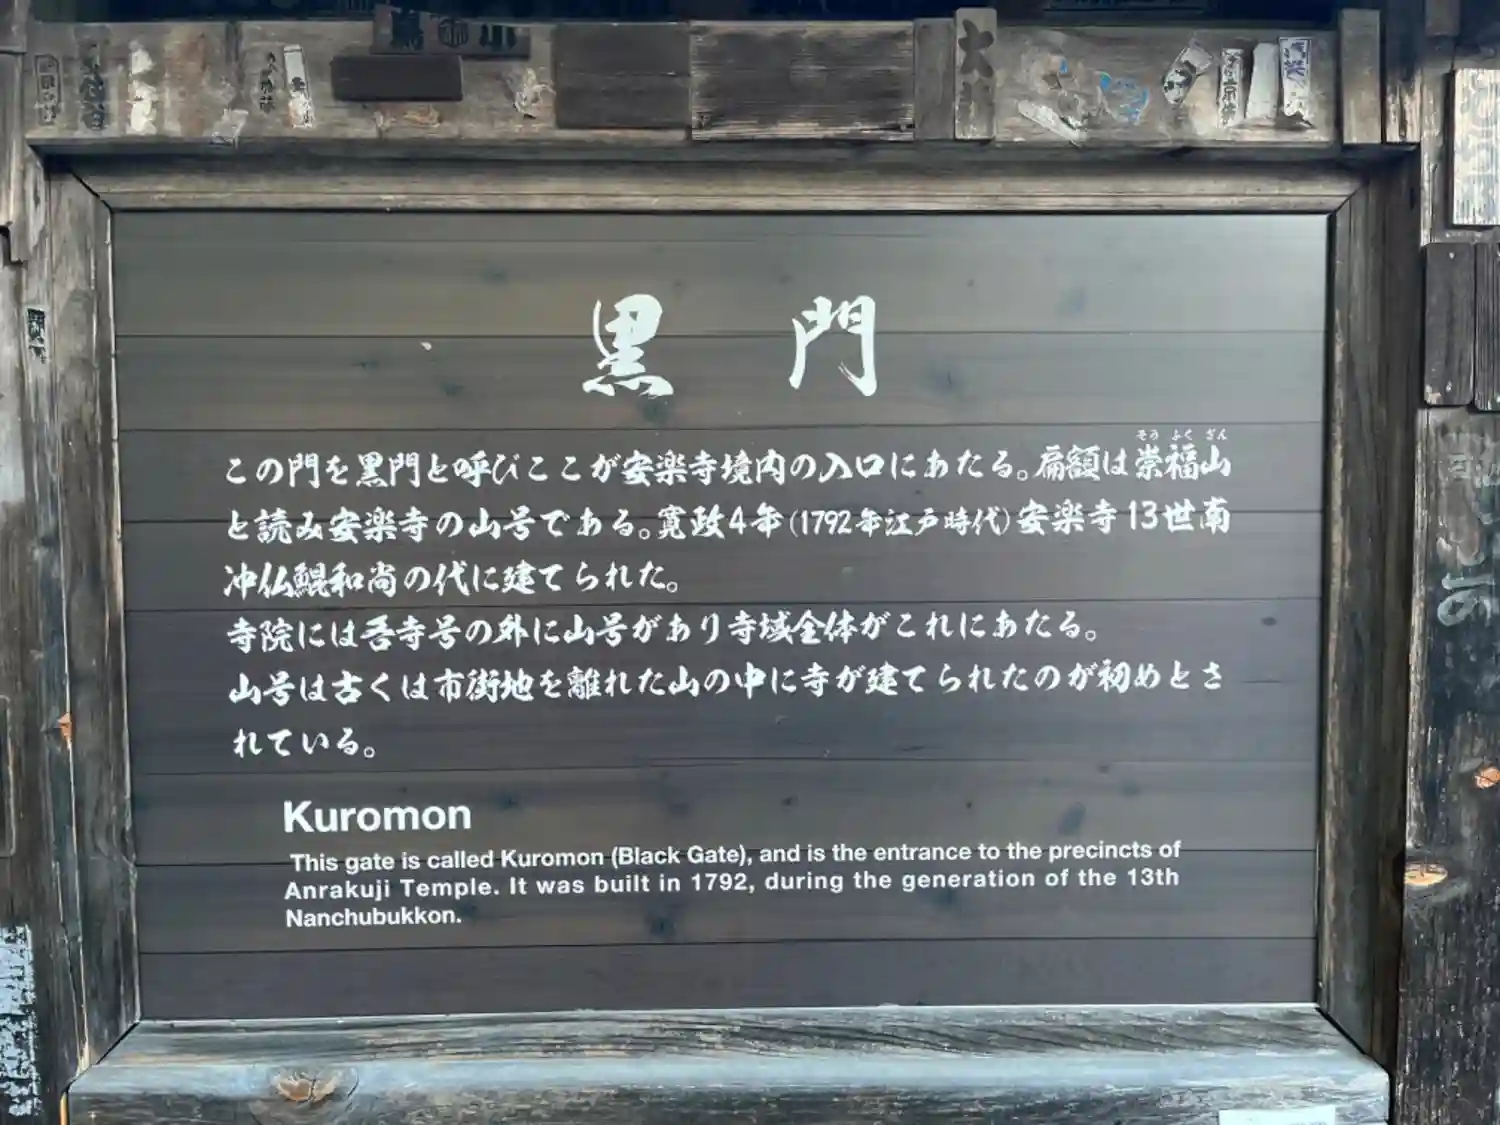 黒門
そうふくざん
この門を黒門と呼びここが安楽寺境内の入口にあたる。扁額は崇福山
と読み安楽寺の山号である。寛政4年(1792年江戸時代)安楽寺13世南
冲仏鯤和尚の代に建てられた。
寺院には吾寺号の外に山号があり寺域全体がこれにあたる。
山号は古くは市街地を離れた山の中に寺が建てられたのが初めとさ
れている。
Kuromon
This gate is called Kuromon (Black Gate), and is the entrance to the precincts of
Anrakuji Temple. It was built in 1792, during the generation of the 13th
Nanchubukkon.